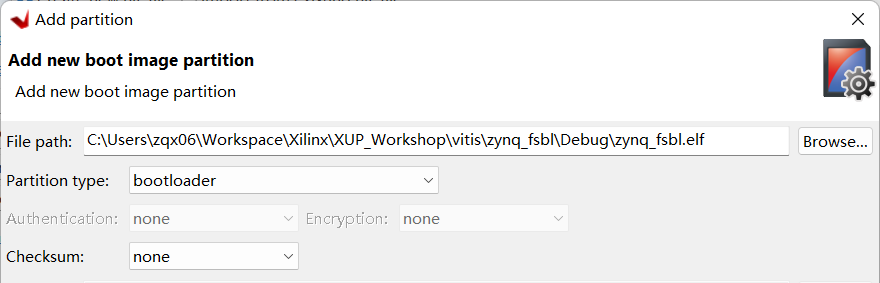 Add partition
Add new boot image partition
Add new boot image partition
File path: C:\Users\zqx06\Workspace\Xilinx\XUP_Workshop\vitis\zynq_fsbl\Debug\zynq_fsbl.elf Browse...
Partition type: bootloader
Authentication: none Encryption: none
Checksum: none